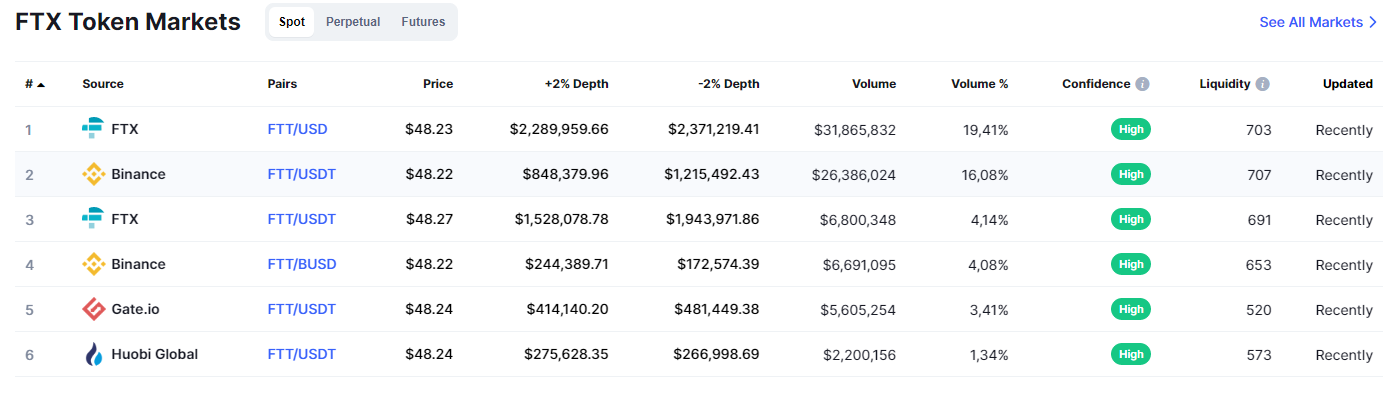 FTX Token Markets Spot Perpetual Futures See All Markets
# Source Pairs Price +2% Depth -2% Depth Volume Volume % Confidence Liquidity Updated
1 FTX FTT/USD $48.23 $2,289,959.66 $2,371,219.41 $31,865,832 19,41% High 703 Recently
2 Binance FTT/USDT $48.22 $848,379.96 $1,215,492.43 $26,386,024 16,08% High 707 Recently
3 FTX FTT/USDT $48.27 $1,528,078.78 $1,943,971.86 $6,800,348 4,14% High 691 Recently
4 Binance FTT/BUSD $48.22 $244,389.71 $172,574.39 $6,691,095 4,08% High 653 Recently
5 Gate.io FTT/USDT $48.24 $414,140.20 $481,449.38 $5,605,254 3,41% High 520 Recently
6 Huobi Global FTT/USDT $48.24 $275,628.35 $266,998.69 $2,200,156 1,34% High 573 Recently